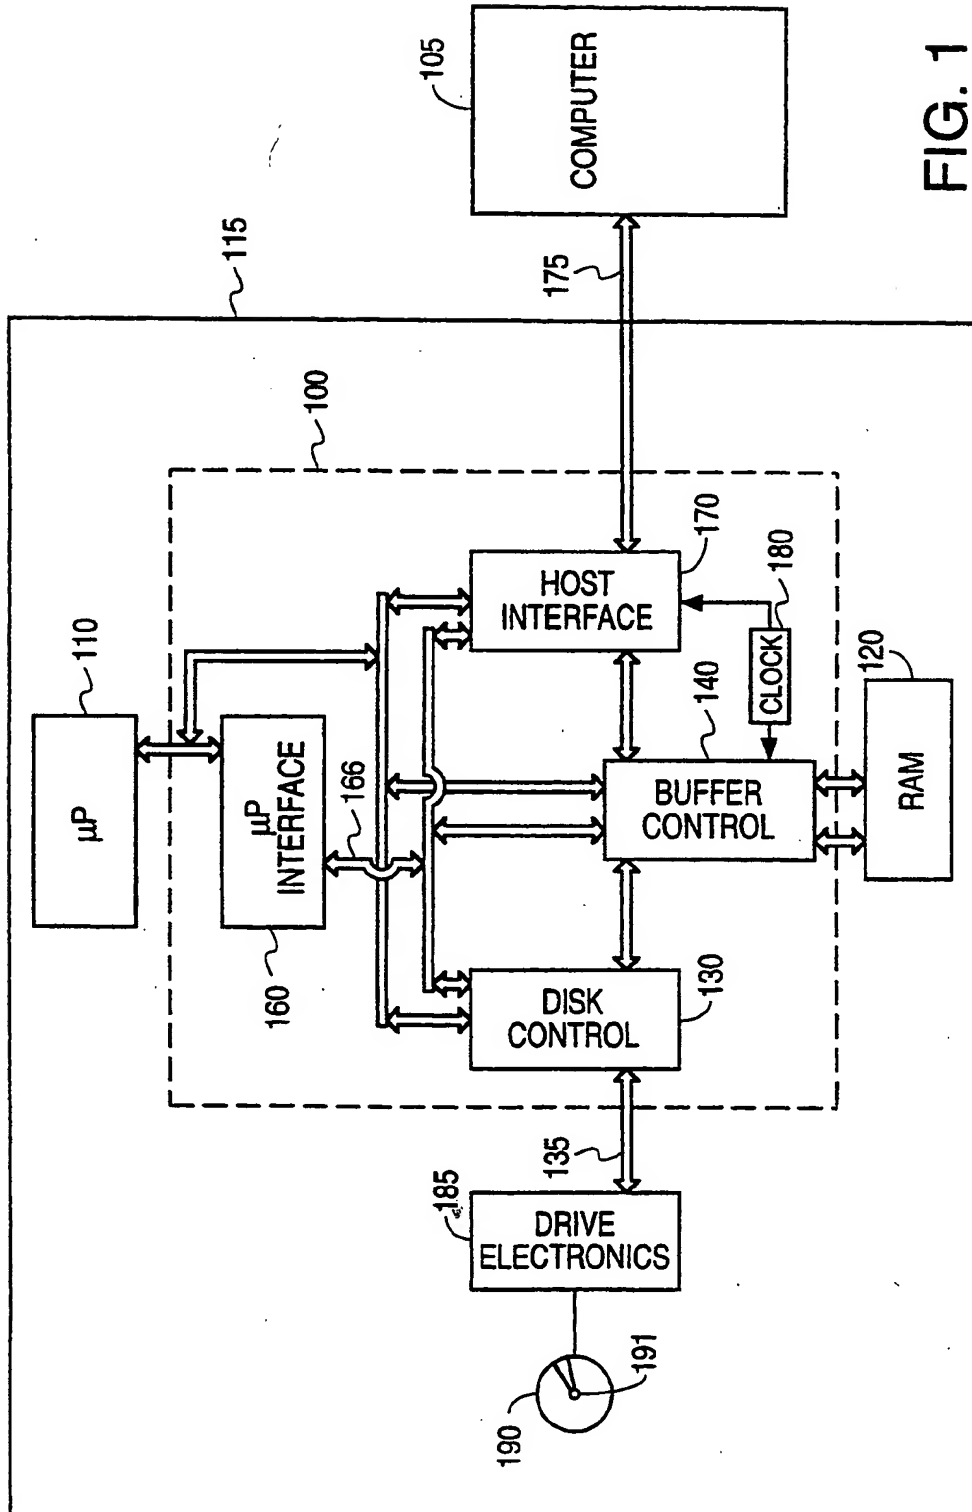 115
110
µP
100
160
µP
INTERFACE
166
105
COMPUTER
175
185
DRIVE
ELECTRONICS
135
DISK
CONTROL
130
HOST
INTERFACE
170
190
191
BUFFER
CONTROL
140
CLOCK
180
RAM
120
FIG. 1